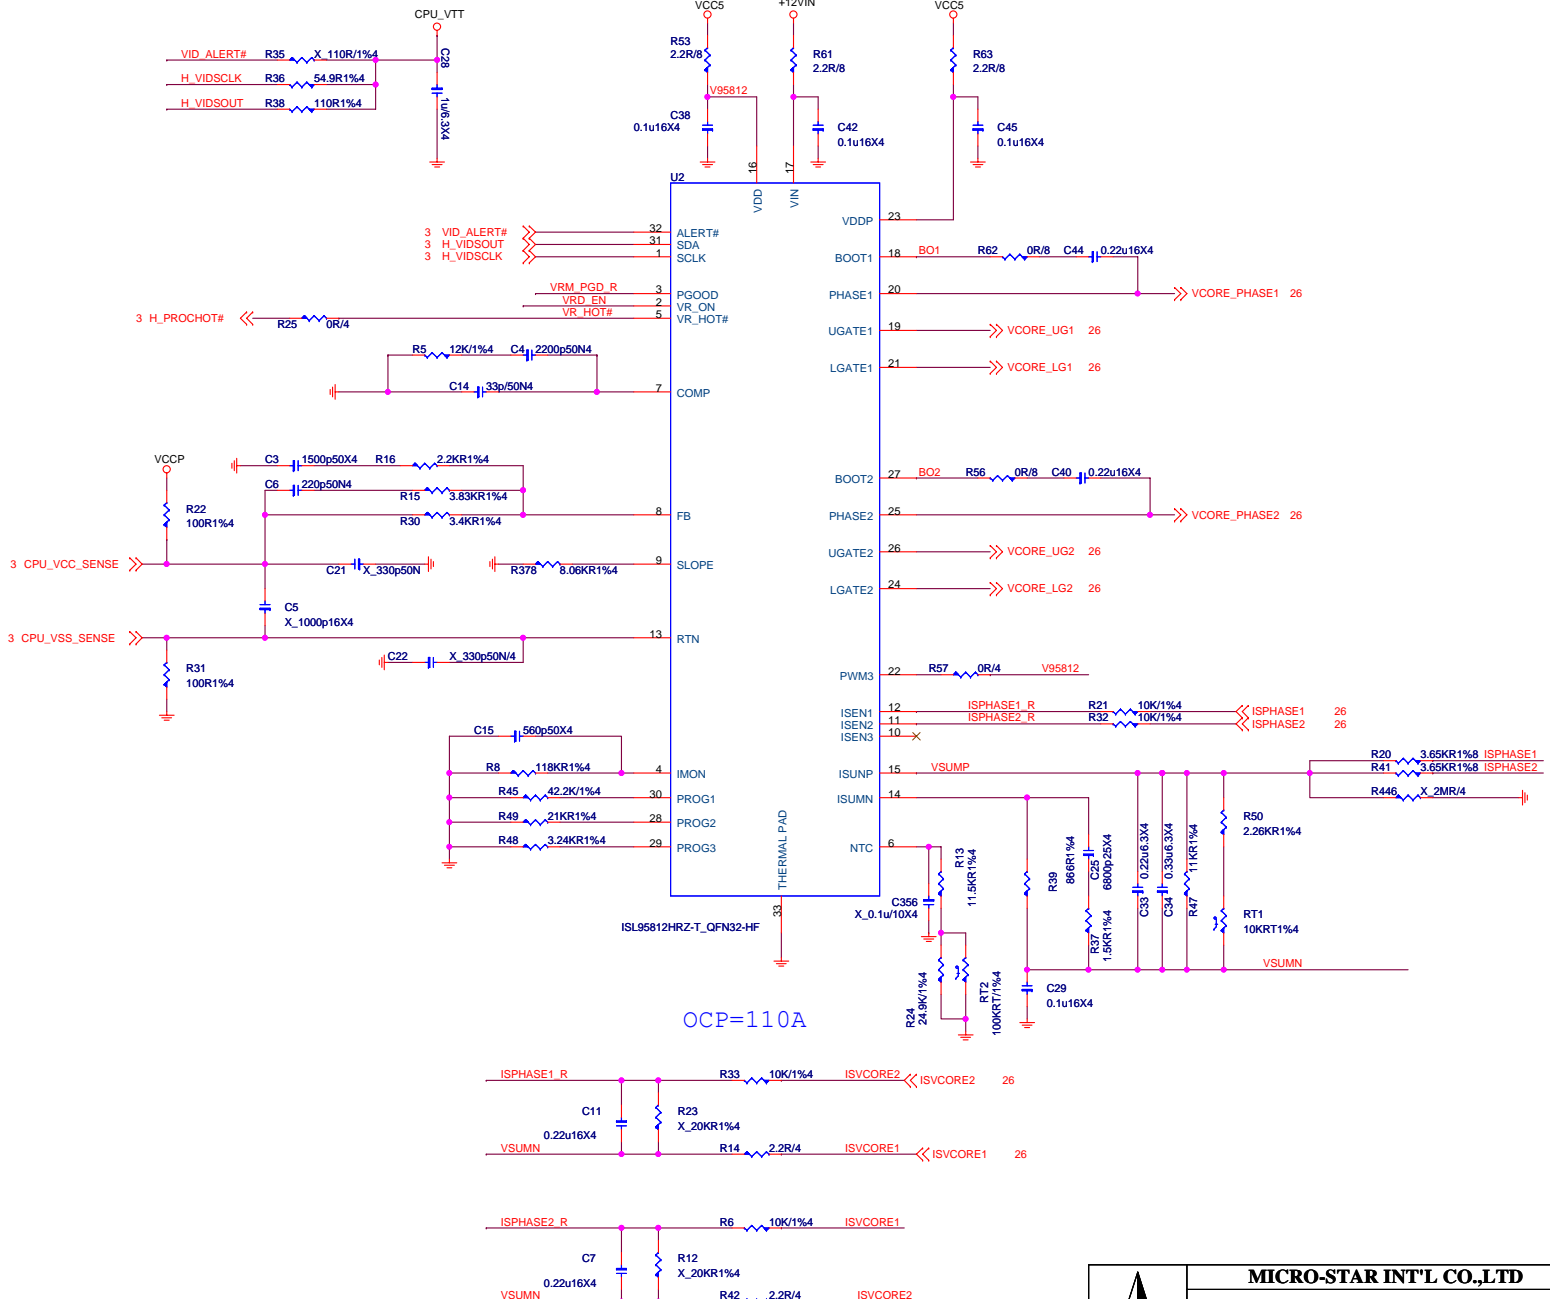 CPU_VTT
VCC5
+12VIN
VCC5
VID_ALERT# R35 X_110R/1%4
H_VIDSCLK R36 54.9R1%4
H_VIDSOUT R38 110R1%4
C28
1u/6.3X4
R53
2.2R/8
R61
2.2R/8
R63
2.2R/8
V95812
C38
0.1u16X4
C42
0.1u16X4
C45
0.1u16X4
U2
16
17
VDD
VIN
VDDP 23
3 VID_ALERT# 32 ALERT#
3 H_VIDSOUT 31 SDA
3 H_VIDSCLK 1 SCLK
BOOT1 18 BO1 R62 0R/8 C44 0.22u16X4
VRM_PGD_R 3 PGOOD
VRD_EN 2 VR_ON
VR_HOT# 5 VR_HOT#
3 H_PROCHOT# R25 0R/4
PHASE1 20 VCORE_PHASE1 26
UGATE1 19 VCORE_UG1 26
LGATE1 21 VCORE_LG1 26
R5 12K/1%4 C4 2200p50N4
C14 33p/50N4 7 COMP
VCCP
C3 1500p50X4 R16 2.2KR1%4
C6 220p50N4
R15 3.83KR1%4
R30 3.4KR1%4
8 FB
R22
100R1%4
BOOT2 27 BO2 R56 0R/8 C40 0.22u16X4
PHASE2 25 VCORE_PHASE2 26
UGATE2 26 VCORE_UG2 26
LGATE2 24 VCORE_LG2 26
3 CPU_VCC_SENSE
C21 X_330p50N
R378 8.06KR1%4 9 SLOPE
C5
X_1000p16X4
3 CPU_VSS_SENSE 13 RTN
C22 X_330p50N/4
R31
100R1%4
PWM3 22 R57 0R/4 V95812
ISEN1 12 ISPHASE1_R R21 10K/1%4 ISPHASE1 26
ISEN2 11 ISPHASE2_R R32 10K/1%4 ISPHASE2 26
ISEN3 10
C15 560p50X4
R8 118KR1%4 4 IMON
R45 42.2K/1%4 30 PROG1
R49 21KR1%4 28 PROG2
R48 3.24KR1%4 29 PROG3
ISUNP 15 VSUMP
ISUMN 14
NTC 6
R20 3.65KR1%8 ISPHASE1
R41 3.65KR1%8 ISPHASE2
R446 X_2MR/4
THERMAL PAD
33
ISL95812HRZ-T_QFN32-HF
C356
X_0.1u/10X4
R13
11.5KR1%4
R24
24.9K/1%4
RT2
100KRT/1%4
R39
866R1%4
C25
6800p25X4
R37
1.5KR1%4
C33
0.22u6.3X4
C34
0.33u6.3X4
R47
11KR1%4
R50
2.26KR1%4
RT1
10KRT1%4
VSUMN
C29
0.1u16X4
OCP=110A
ISPHASE1_R R33 10K/1%4 ISVCORE2 ISVCORE2 26
C11
0.22u16X4
R23
X_20KR1%4
VSUMN R14 2.2R/4 ISVCORE1 ISVCORE1 26
ISPHASE2_R R6 10K/1%4 ISVCORE1
C7
0.22u16X4
R12
X_20KR1%4
VSUMN R42 2.2R/4 ISVCORE2
MICRO-STAR INT'L CO.,LTD